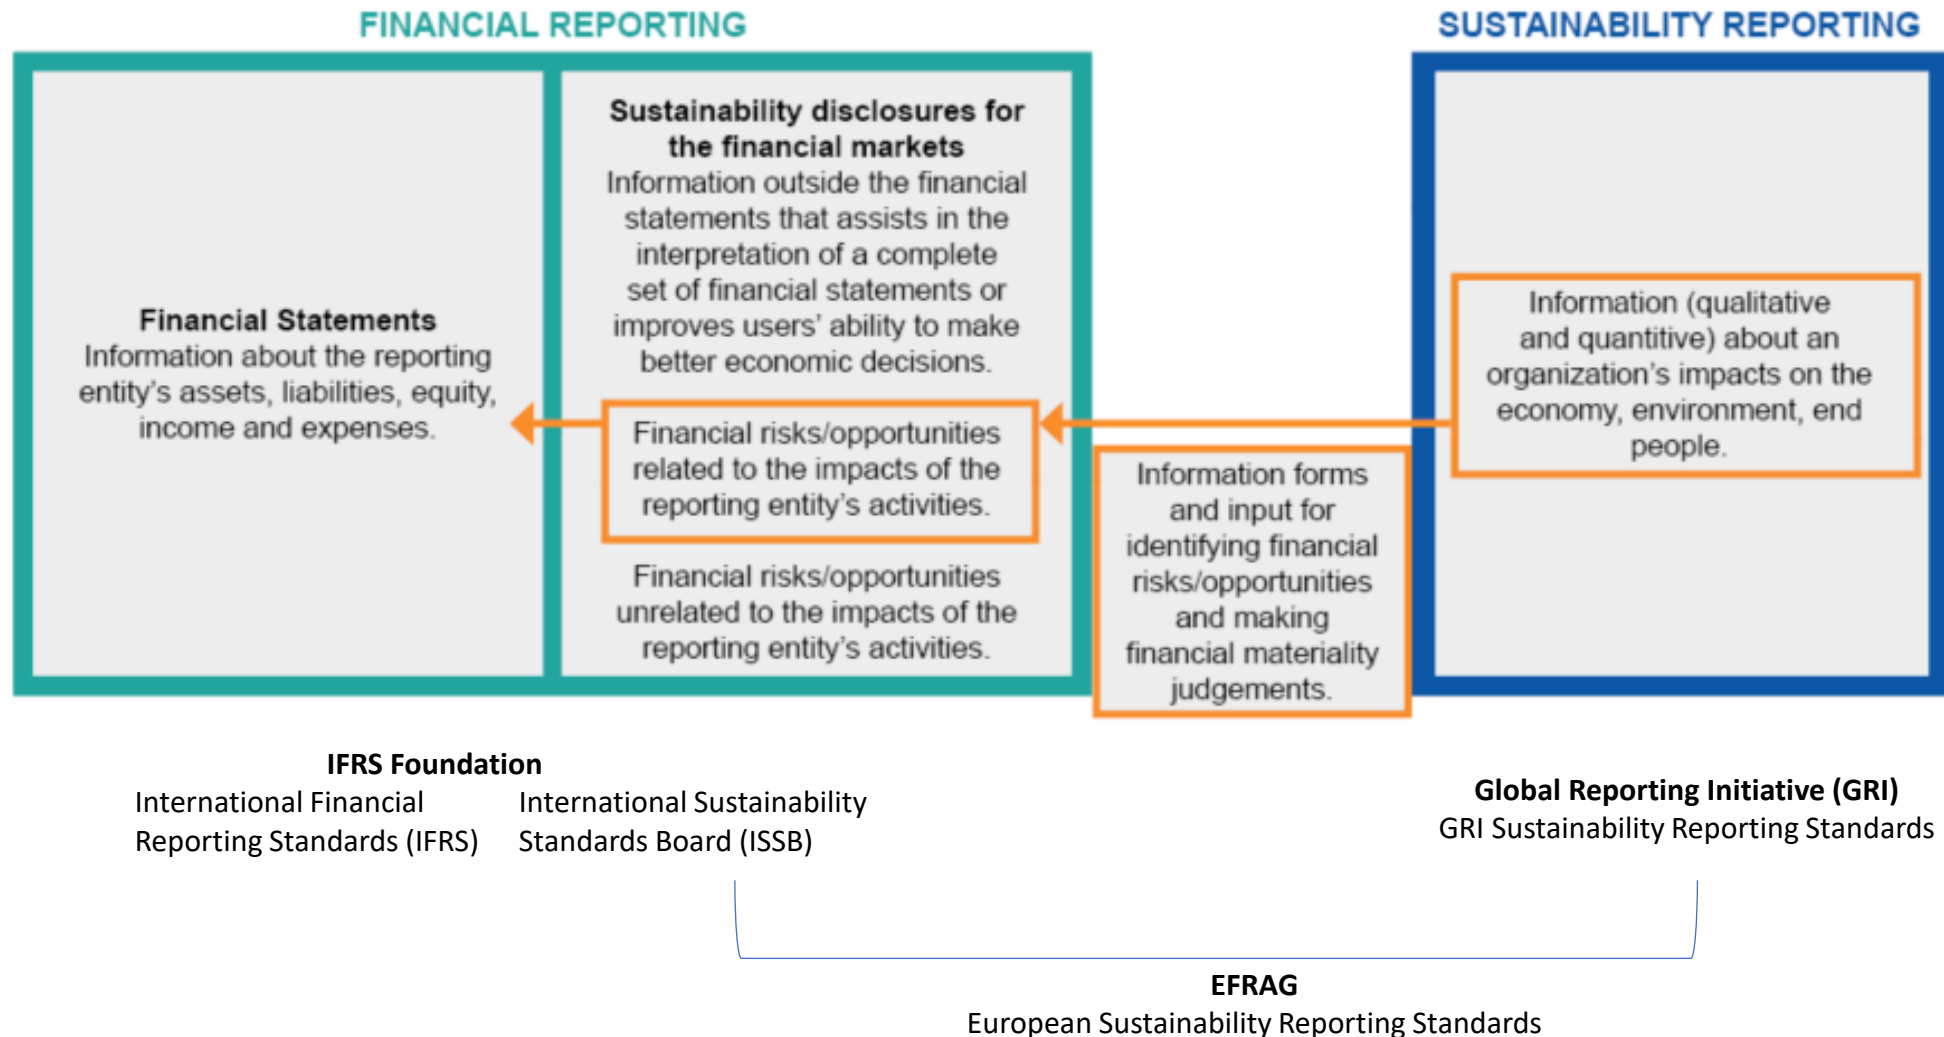 FINANCIAL REPORTING
SUSTAINABILITY REPORTING
Financial Statements
Information about the reporting
entity's assets, liabilities, equity,
income and expenses.
Sustainability disclosures for
the financial markets
Information outside the financial
statements that assists in the
interpretation of a complete
set of financial statements or
improves users' ability to make
better economic decisions.
Financial risks/opportunities
related to the impacts of the
reporting entity's activities.
Financial risks/opportunities
unrelated to the impacts of the
reporting entity's activities.
Information forms
and input for
identifying financial
risks/opportunities
and making
financial materiality
judgements.
Information (qualitative
and quantitive) about an
organization's impacts on the
economy, environment, end
people.
IFRS Foundation
International Financial
Reporting Standards (IFRS)
International Sustainability
Standards Board (ISSB)
Global Reporting Initiative (GRI)
GRI Sustainability Reporting Standards
EFRAG
European Sustainability Reporting Standards